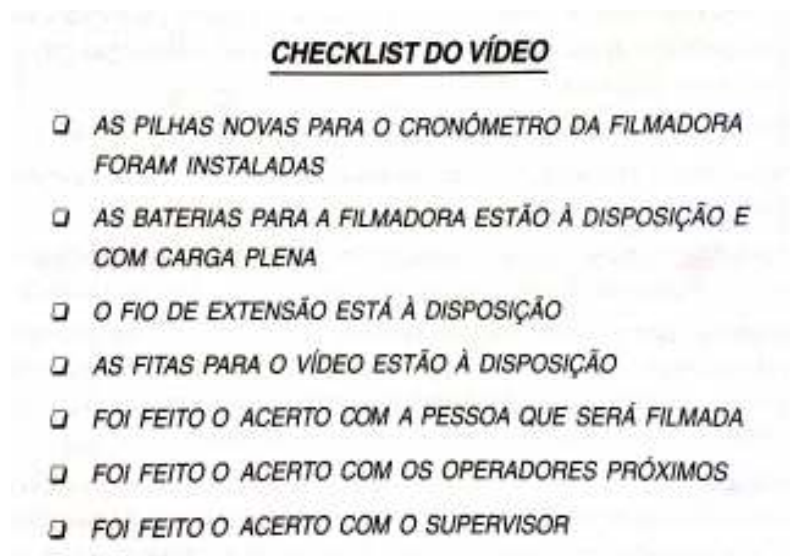 CHECKLIST DO VÍDEO
❑ AS PILHAS NOVAS PARA O CRONÔMETRO DA FILMADORA
FORAM INSTALADAS
❑ AS BATERIAS PARA A FILMADORA ESTÃO À DISPOSIÇÃO E
COM CARGA PLENA
❑ O FIO DE EXTENSÃO ESTÁ À DISPOSIÇÃO
❑ AS FITAS PARA O VÍDEO ESTÃO À DISPOSIÇÃO
❑ FOI FEITO O ACERTO COM A PESSOA QUE SERÁ FILMADA
❑ FOI FEITO O ACERTO COM OS OPERADORES PRÓXIMOS
❑ FOI FEITO O ACERTO COM O SUPERVISOR